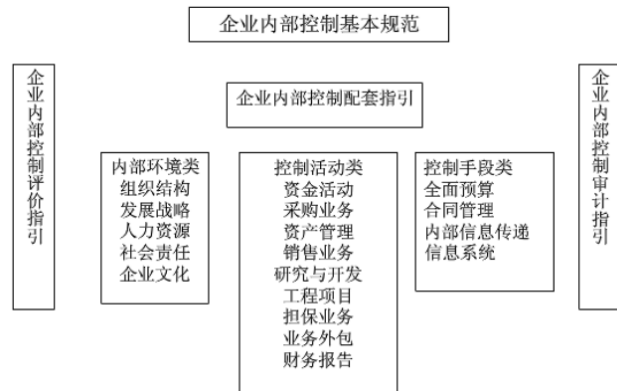 企业内部控制基本规范
企业内部控制评价指引
企业内部控制配套指引
企业内部控制审计指引
内部环境类
组织结构
发展战略
人力资源
社会责任
企业文化
控制活动类
资金活动
采购业务
资产管理
销售业务
研究与开发
工程项目
担保业务
业务外包
财务报告
控制手段类
全面预算
合同管理
内部信息传递
信息系统